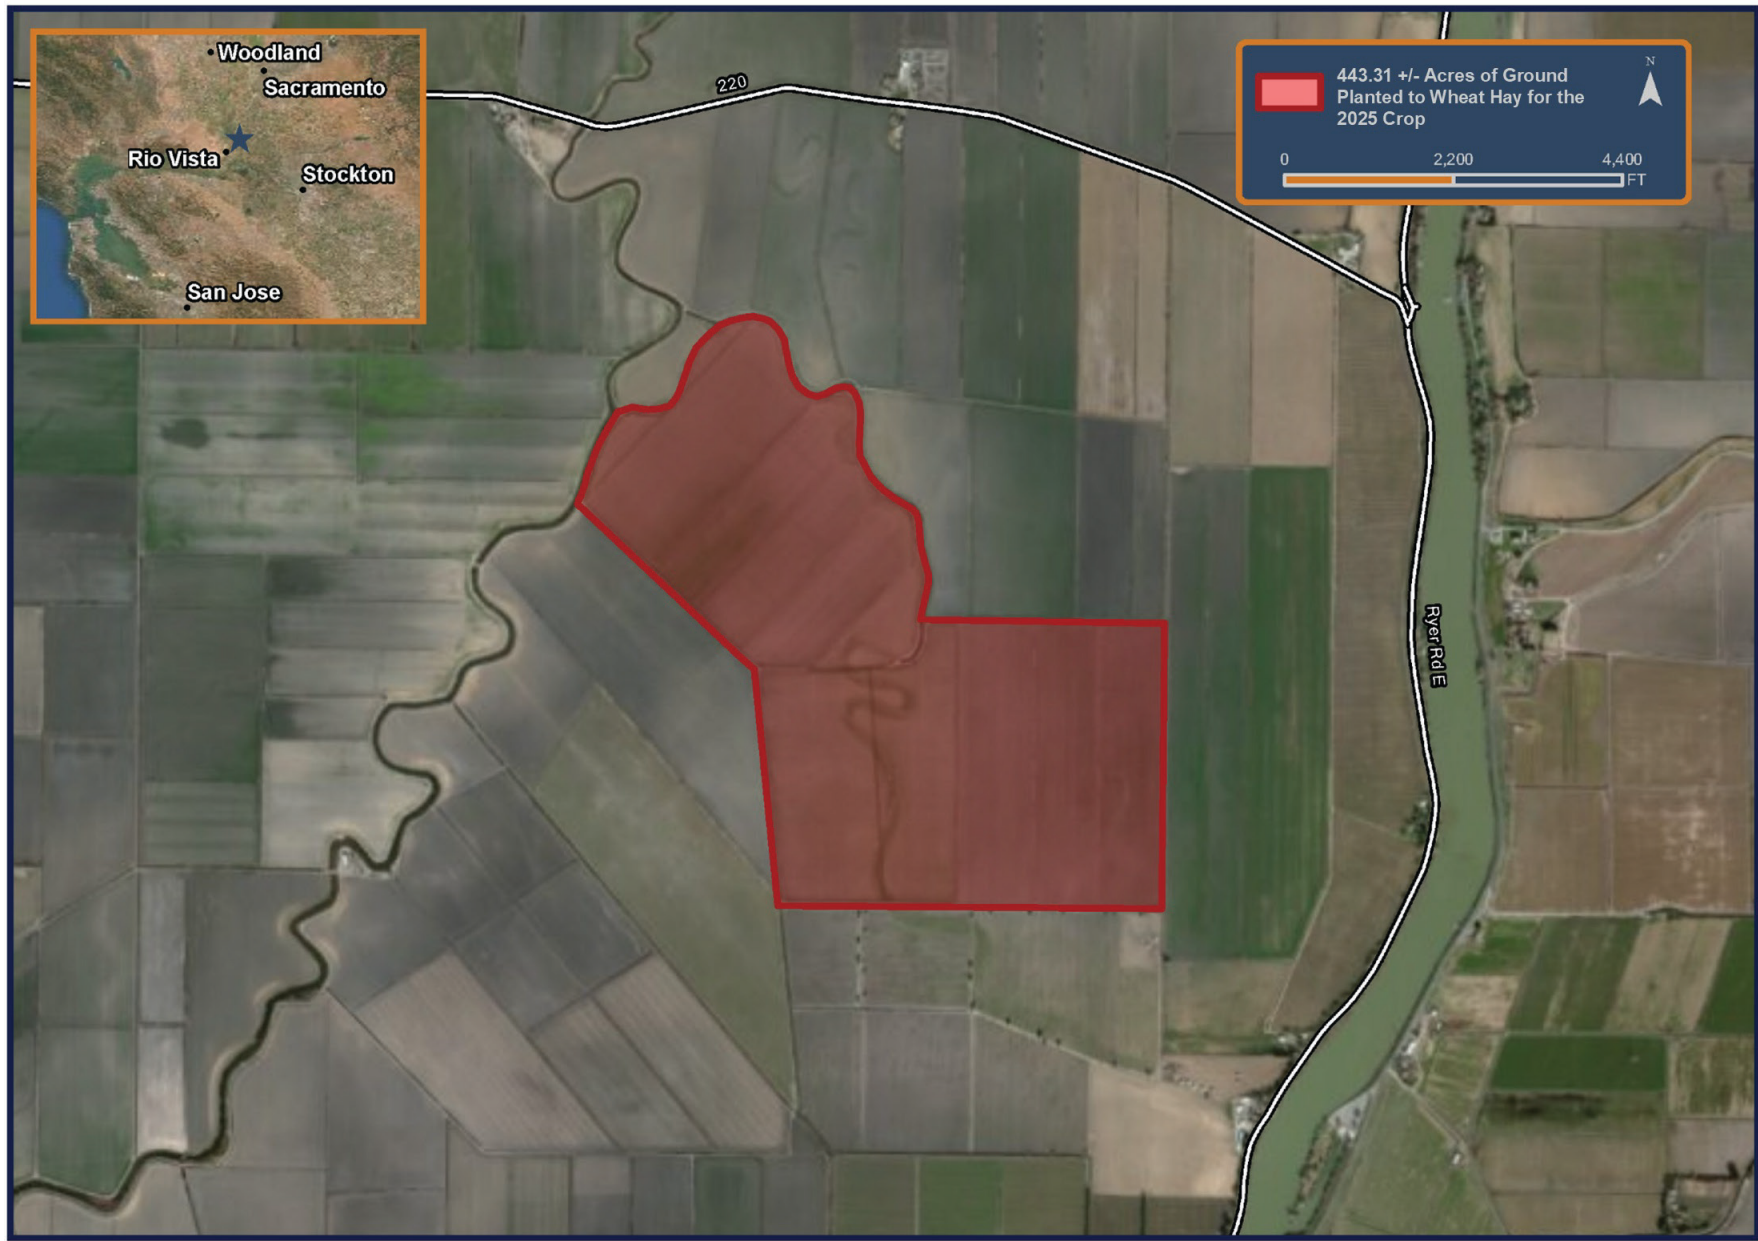 Woodland
Sacramento
Rio Vista
Stockton
San Jose
220
443.31 +/- Acres of Ground
Planted to Wheat Hay for the
2025 Crop
N
0 2,200 4,400
FT
Ryer Rd E